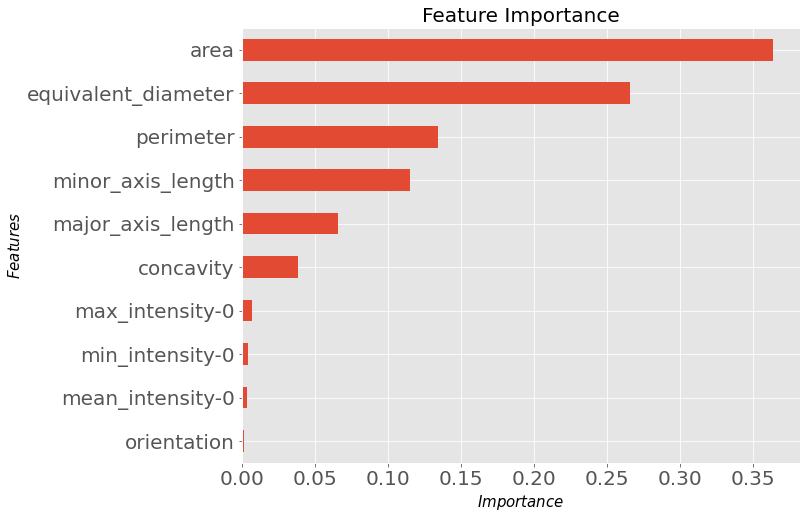 Feature Importance
area
equivalent_diameter
perimeter
minor_axis_length
major_axis_length
concavity
max_intensity-0
min_intensity-0
mean_intensity-0
orientation
Features
0.00 0.05 0.10 0.15 0.20 0.25 0.30 0.35
Importance